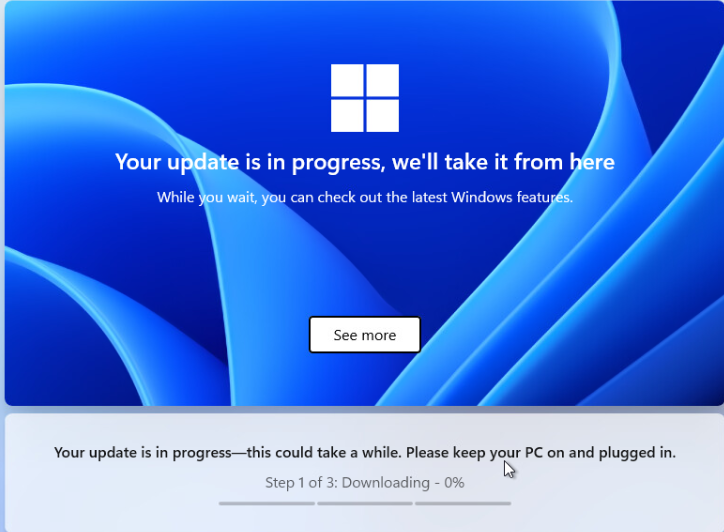 Your update is in progress, we'll take it from here
While you wait, you can check out the latest Windows features.
See more
Your update is in progress—this could take a while. Please keep your PC on and plugged in.
Step 1 of 3: Downloading - 0%